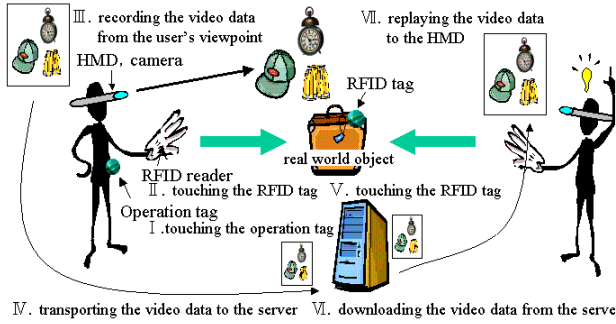 Ⅲ. recording the video data
from the user's viewpoint
HMD, camera
Ⅶ. replaying the video data
to the HMD
RFID tag
real world object
RFID reader
Ⅱ. touching the RFID tag
Operation tag
Ⅰ.touching the operation tag
Ⅴ. touching the RFID tag
Ⅳ. transporting the video data to the server
Ⅵ. downloading the video data from the serve